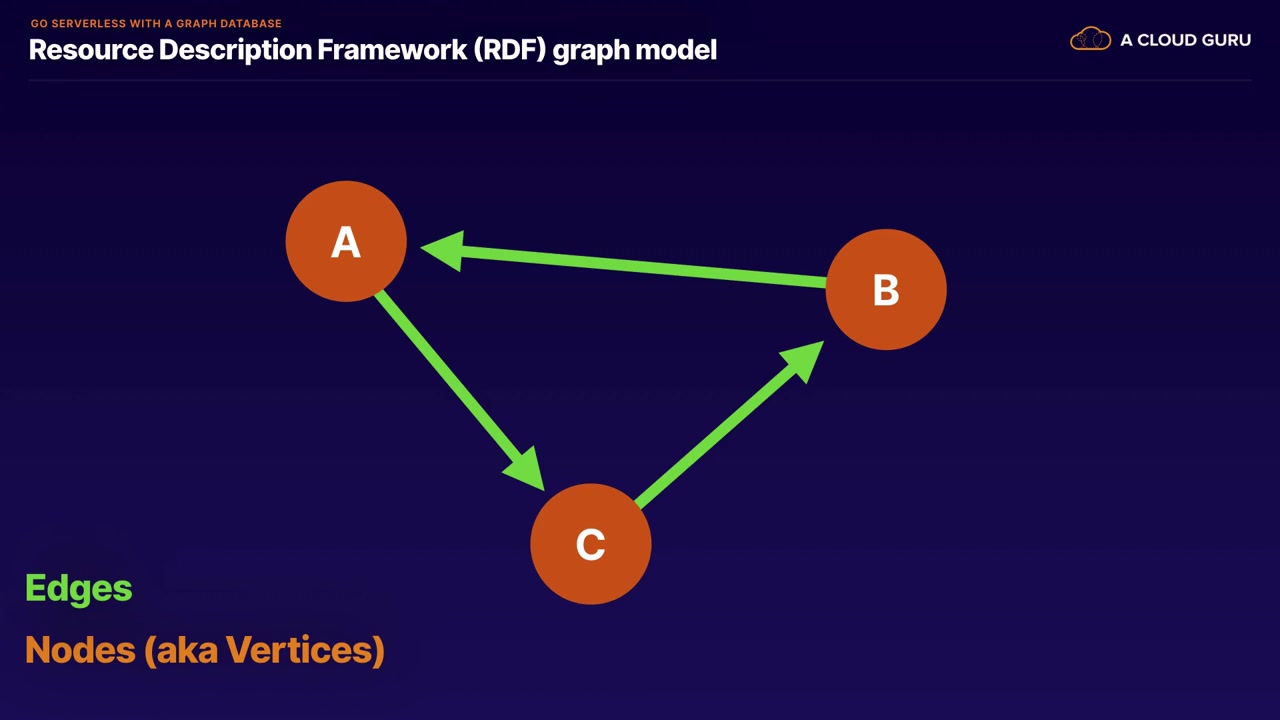 GO SERVERLESS WITH A GRAPH DATABASE
Resource Description Framework (RDF) graph model
A CLOUD GURU
A
B
C
Edges
Nodes (aka Vertices)